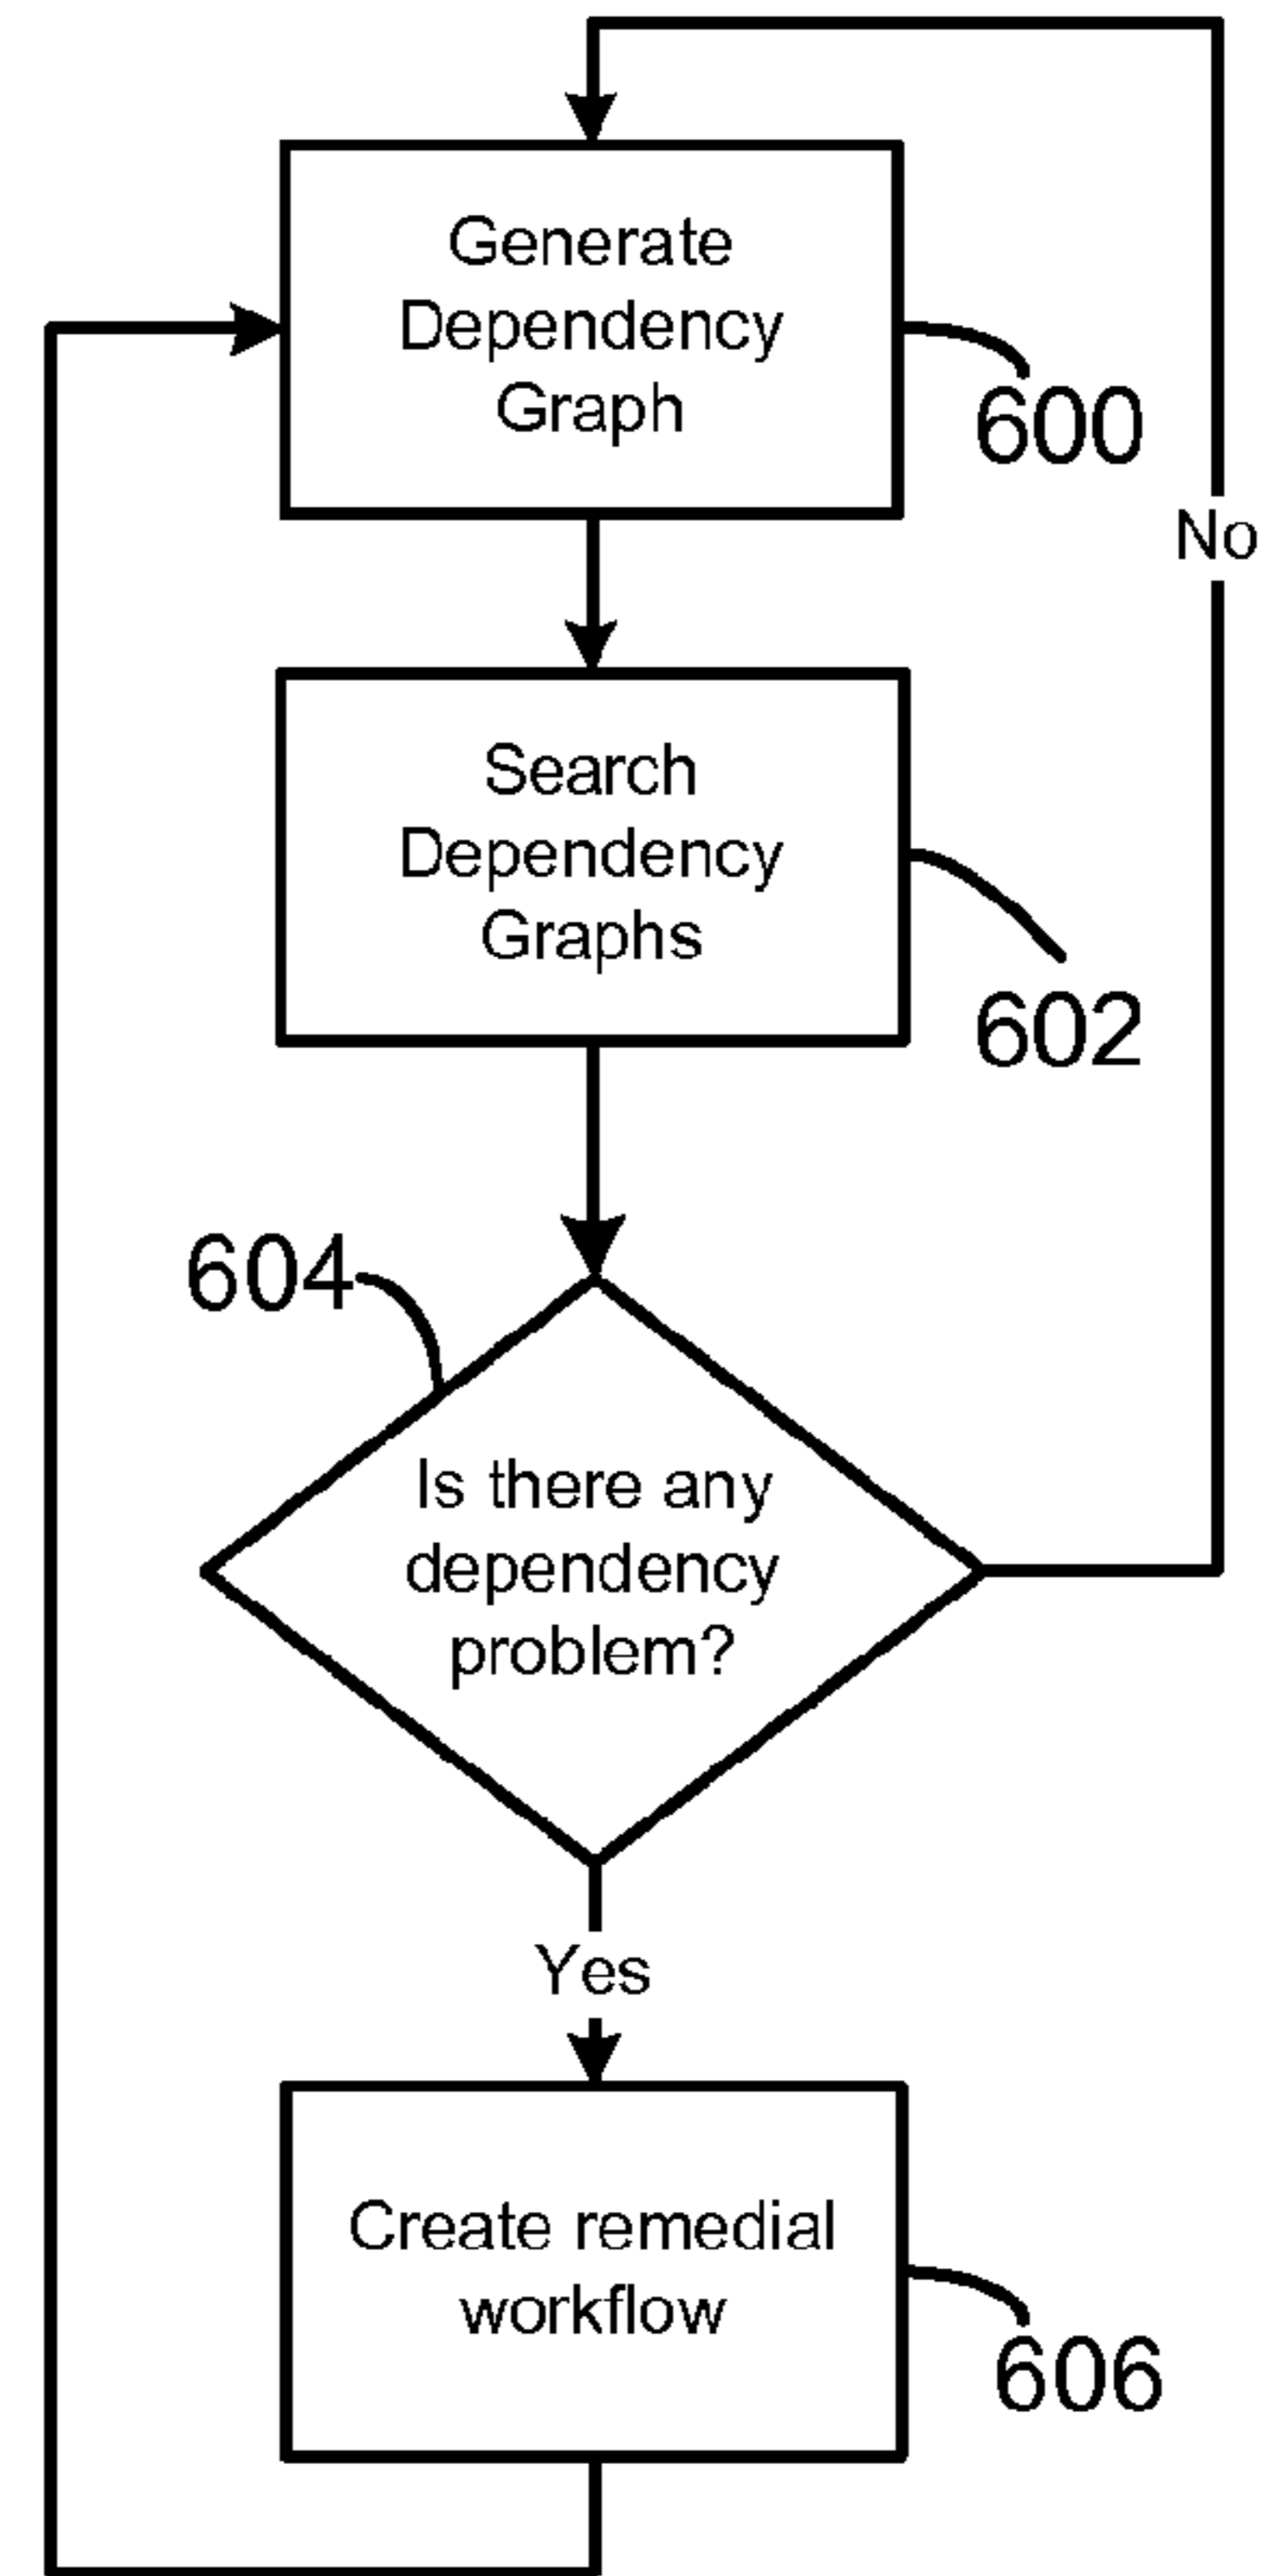 Generate
Dependency
Graph
600
No
Search
Dependency
Graphs
602
604
Is there any
dependency
problem?
Yes
Create remedial
workflow
606